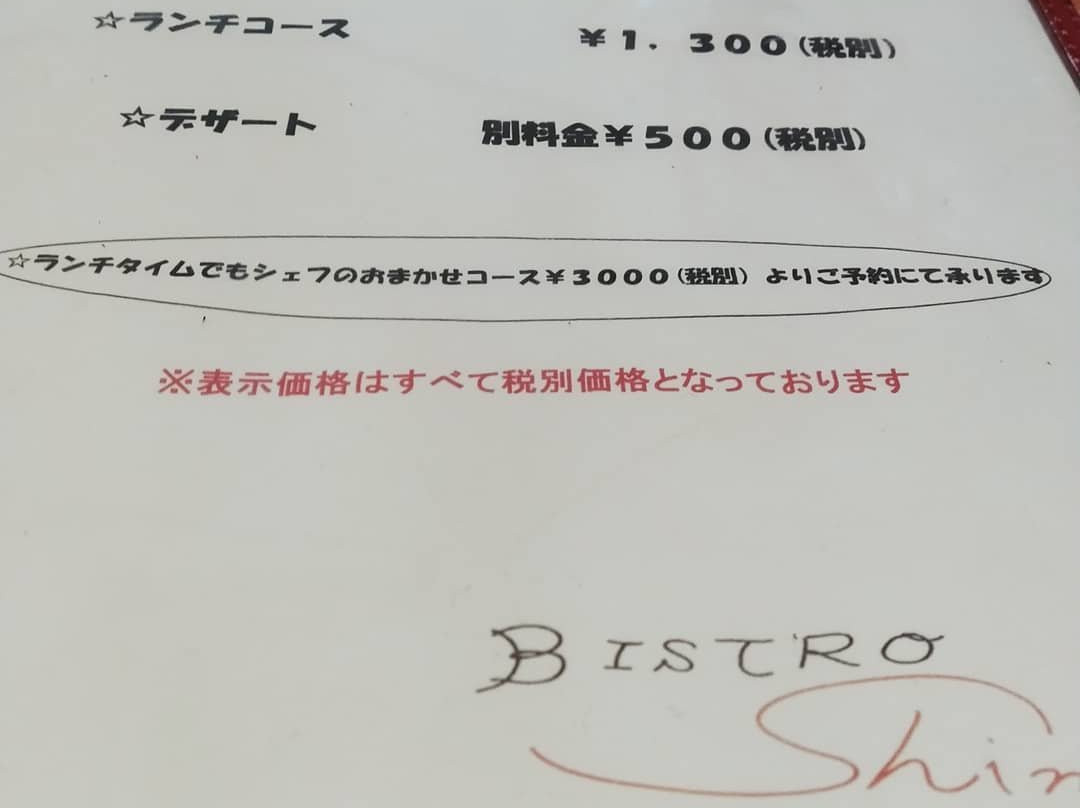 ☆ランチコース ¥1.300(税別)
☆デザート 別料金¥500(税別)
☆ランチタイムでもシェフのおまかせコース¥3000(税別)よりご予約にて承ります
※表示価格はすべて税別価格となっております
BISTRO
Shin